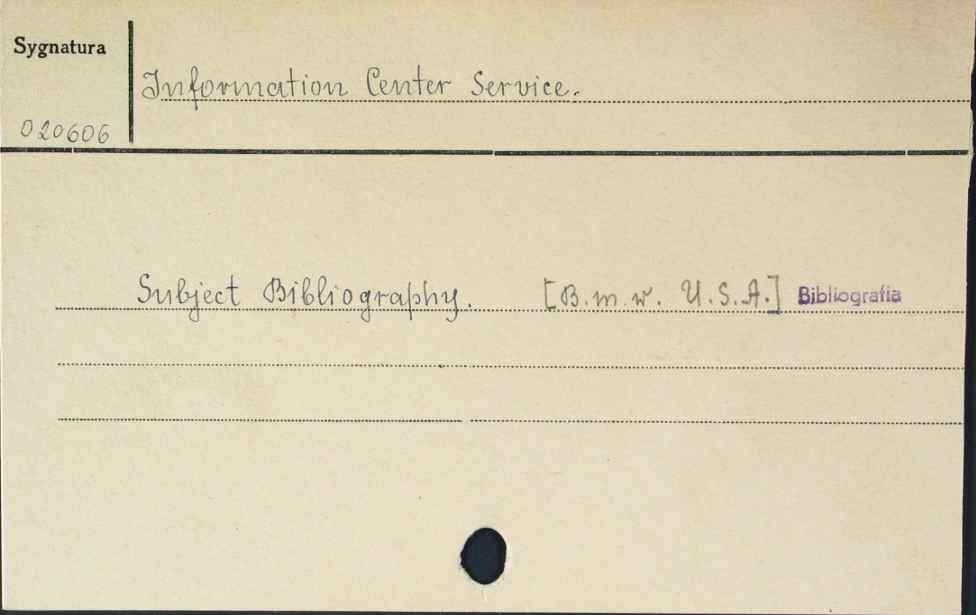 Sygnatura
Information Center Service.
020606
Subject Bibliography. [B.m.w. U.S.A.] Bibliografia